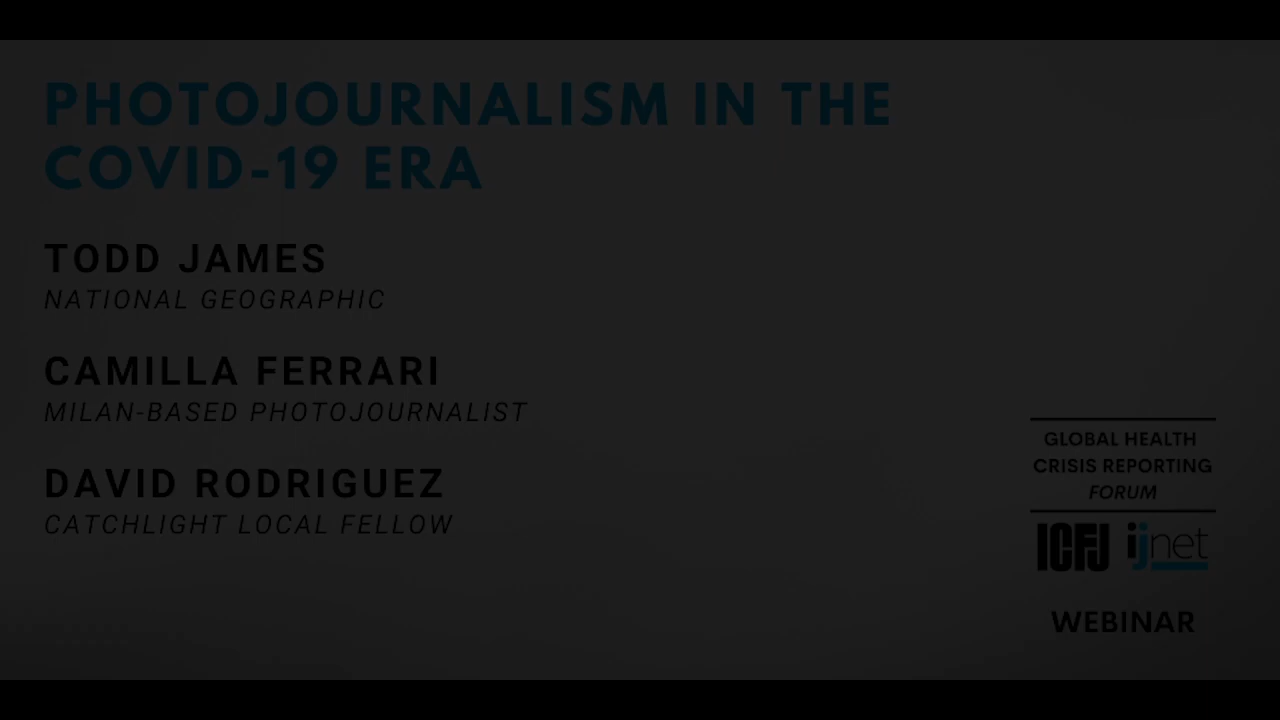 PHOTOJOURNALISM IN THE
COVID-19 ERA
TODD JAMES
NATIONAL GEOGRAPHIC
CAMILLA FERRARI
MILAN-BASED PHOTOJOURNALIST
DAVID RODRIGUEZ
CATCHLIGHT LOCAL FELLOW
GLOBAL HEALTH
CRISIS REPORTING
FORUM
ICFJ ijnet
WEBINAR